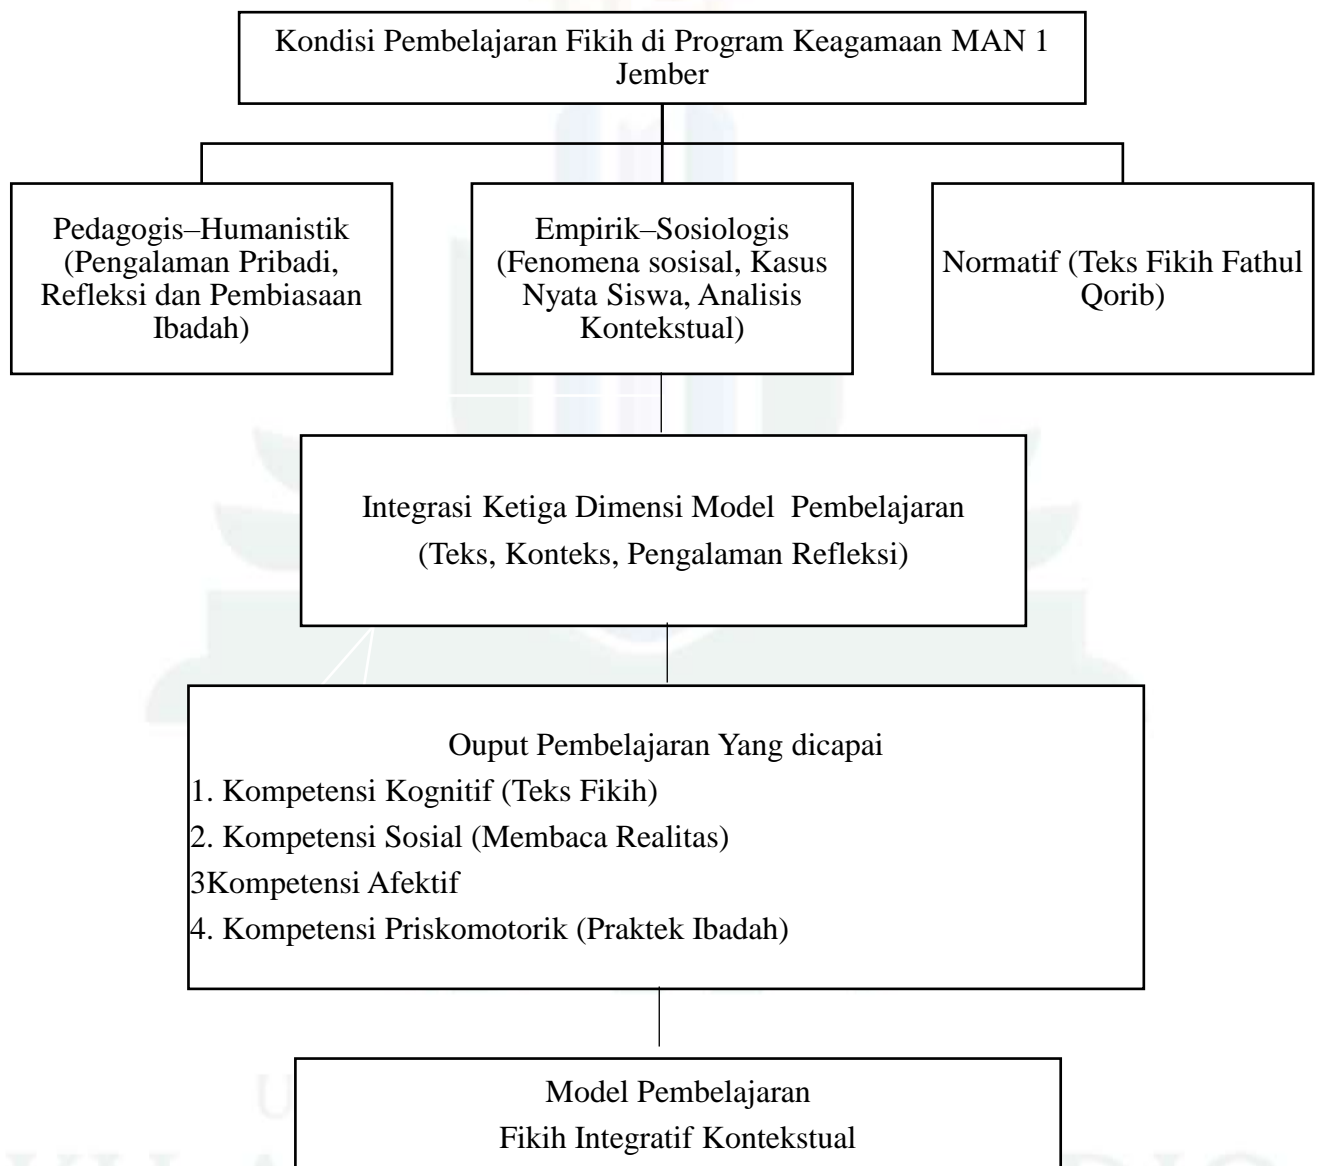 Kondisi Pembelajaran Fikih di Program Keagamaan MAN 1
Jember
Pedagogis–Humanistik
(Pengalaman Pribadi,
Refleksi dan Pembiasaan
Ibadah)
Empirik–Sosiologis
(Fenomena sosisal, Kasus
Nyata Siswa, Analisis
Kontekstual)
Normatif (Teks Fikih Fathul
Qorib)
Integrasi Ketiga Dimensi Model Pembelajaran
(Teks, Konteks, Pengalaman Refleksi)
Ouput Pembelajaran Yang dicapai
1. Kompetensi Kognitif (Teks Fikih)
2. Kompetensi Sosial (Membaca Realitas)
3Kompetensi Afektif
4. Kompetensi Priskomotorik (Praktek Ibadah)
Model Pembelajaran
Fikih Integratif Kontekstual